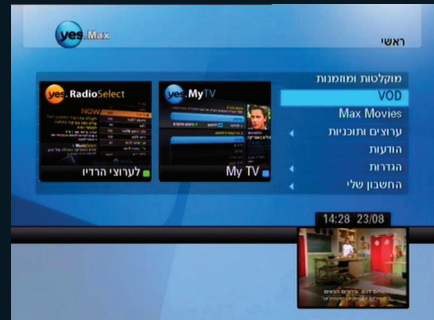 yes.Max
ראשי
מוקלטות ומוזמנות
VOD
Max Movies
ערוצים ותוכניות
הודעות
הגדרות
החשבון שלי
yes.MyTV
My TV
yes.RadioSelect
NOW
לערוצי הרדיו
14:28 23/08